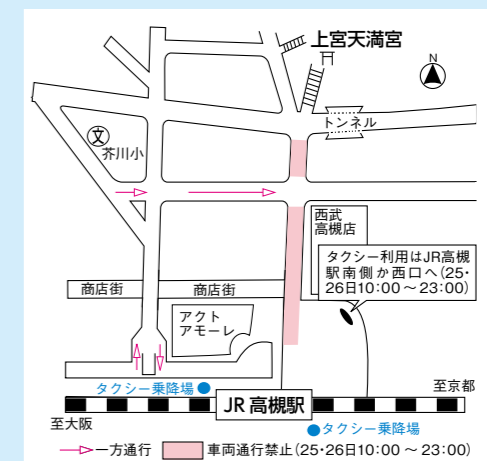 上宮天満宮
N
トンネル
文
芥川小
西武
高槻店
タクシー利用はJR高槻
駅南側か西口へ(25・
26日10:00~23:00)
商店街
商店街
アクト
アモーレ
タクシー乗降場
JR高槻駅
至京都
至大阪
タクシー乗降場
一方通行
車両通行禁止(25・26日10:00~23:00)